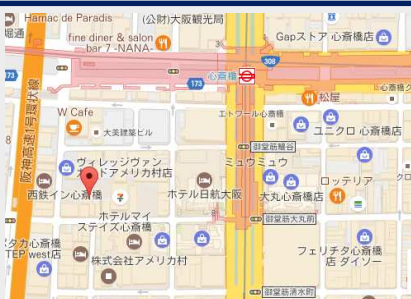 Hamac de Paradis
(公財)大阪観光局
堀通
fine diner & salon
bar 7 -NANA-
Gapストア 心斎橋店
308
心斎橋
173
173
松屋
W Cafe
エトワール心斎橋
大美建築ビル
ユニクロ 心斎橋店
阪神高速1号環状線
御堂筋鰻谷
ヴィレッジヴァン
ードアメリカ村店
ミュウミュウ
ロッテリア
西鉄イン心斎橋
ホテル日航大阪
大丸心斎橋店
ホテルマイ
ステイズ心斎橋
御堂筋大丸前
タカ心斎橋
TEP west店
フェリチタ心斎橋
店 ダイソー
株式会社アメリカ村
御堂筋清水町